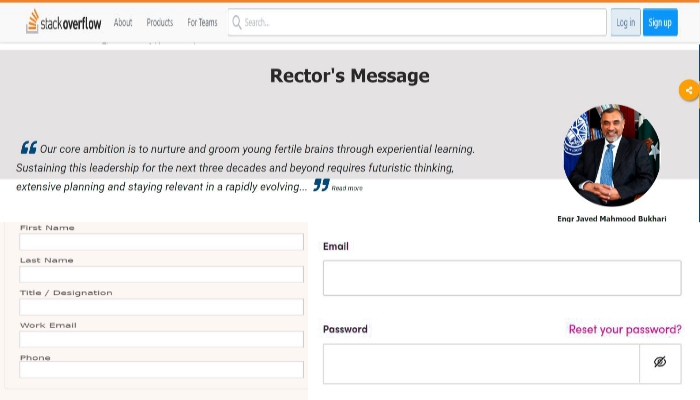 stackoverflow About Products For Teams Search.. Log in Sign up
Rector's Message
Our core ambition is to nurture and groom young fertile brains through experiential learning.
Sustaining this leadership for the next three decades and beyond requires futuristic thinking,
extensive planning and staying relevant in a rapidly evolving... Read more
Engr Javed Mahmood Bukhari
First Name
Last Name
Title / Designation
Work Email
Phone
Email
Password Reset your password?